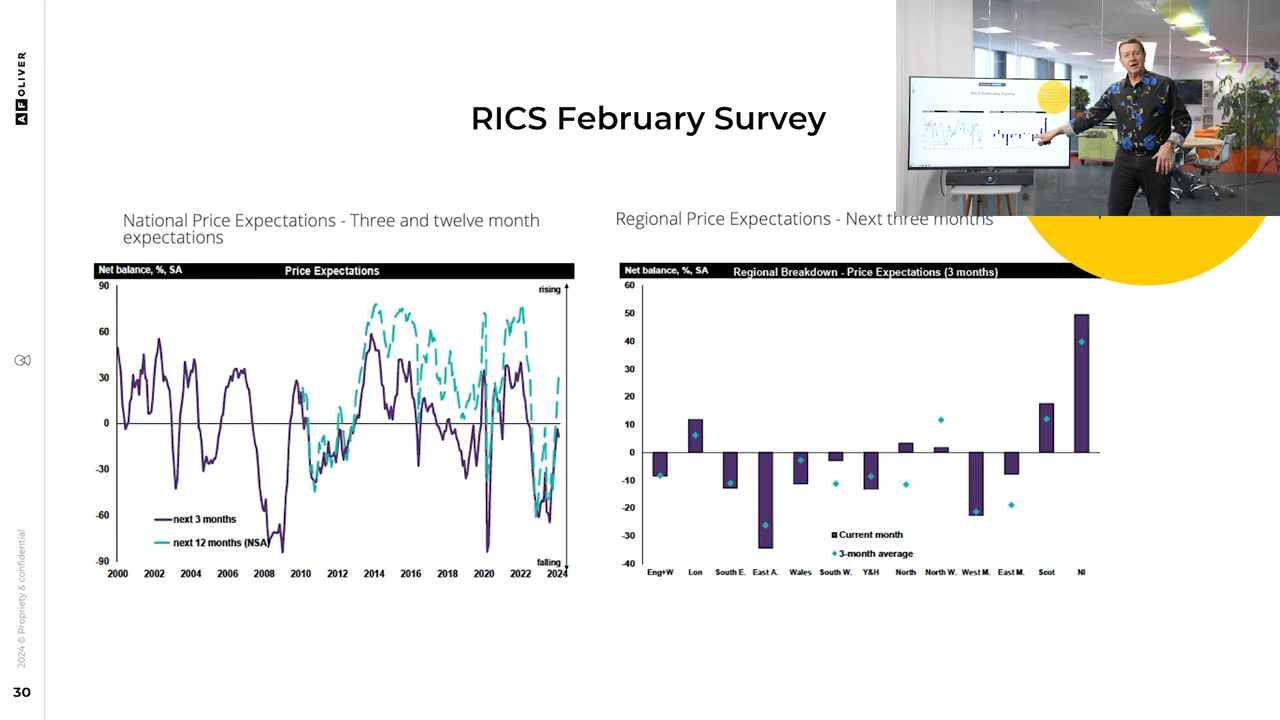 AF OLIVER
2024 © Propriety & confidential
30
RICS February Survey
National Price Expectations - Three and twelve month
expectations
Net balance, %, SA
Price Expectations
90
60
30
0
-30
-60
-90
rising
falling
next 3 months
next 12 months (NSA)
2000 2002 2004 2006 2008 2010 2012 2014 2016 2018 2020 2022 2024
Regional Price Expectations - Next three months
Net balance, %, SA
Regional Breakdown - Price Expectations (3 months)
60
50
40
30
20
10
0
-10
-20
-30
-40
Current month
3-month average
Eng+W Lon South E. East A. Wales South W. Y&H North North W. West M. East M. Scot NI
RICS February Survey